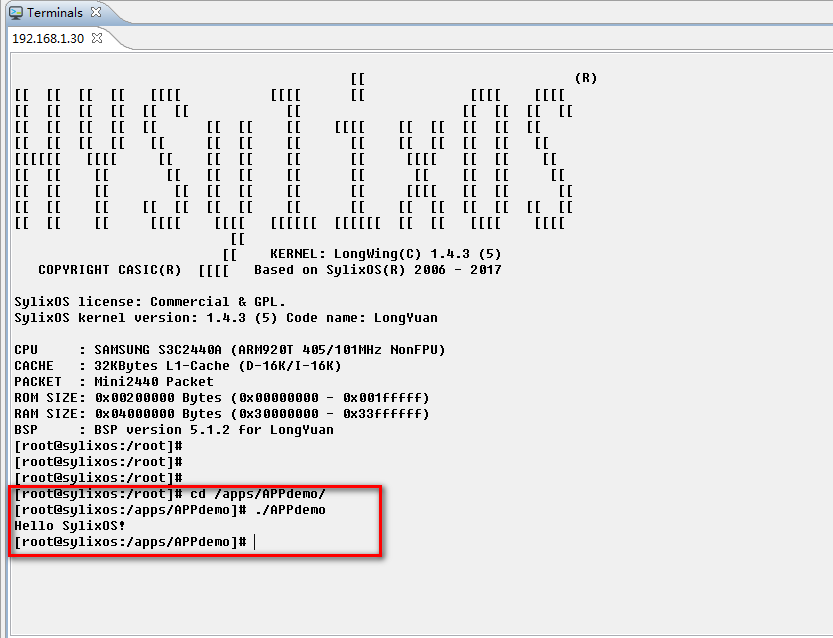 Terminals
192.168.1.30
(R)
HYSylixOS
KERNEL: LongWing(C) 1.4.3 (5)
COPYRIGHT CASIC(R) [[[[ Based on SylixOS(R) 2006 - 2017
SylixOS license: Commercial & GPL.
SylixOS kernel version: 1.4.3 (5) Code name: LongYuan
CPU : SAMSUNG S3C2440A (ARM920T 405/101MHz NonFPU)
CACHE : 32KBytes L1-Cache (D-16K/I-16K)
PACKET : Mini2440 Packet
ROM SIZE: 0x00200000 Bytes (0x00000000 - 0x001fffff)
RAM SIZE: 0x04000000 Bytes (0x30000000 - 0x33ffffff)
BSP : BSP version 5.1.2 for LongYuan
[root@sylixos:/root]#
[root@sylixos:/root]#
[root@sylixos:/root]#
[root@sylixos:/root]# cd /apps/APPdemo/
[root@sylixos:/apps/APPdemo]# ./APPdemo
Hello SylixOS!
[root@sylixos:/apps/APPdemo]#